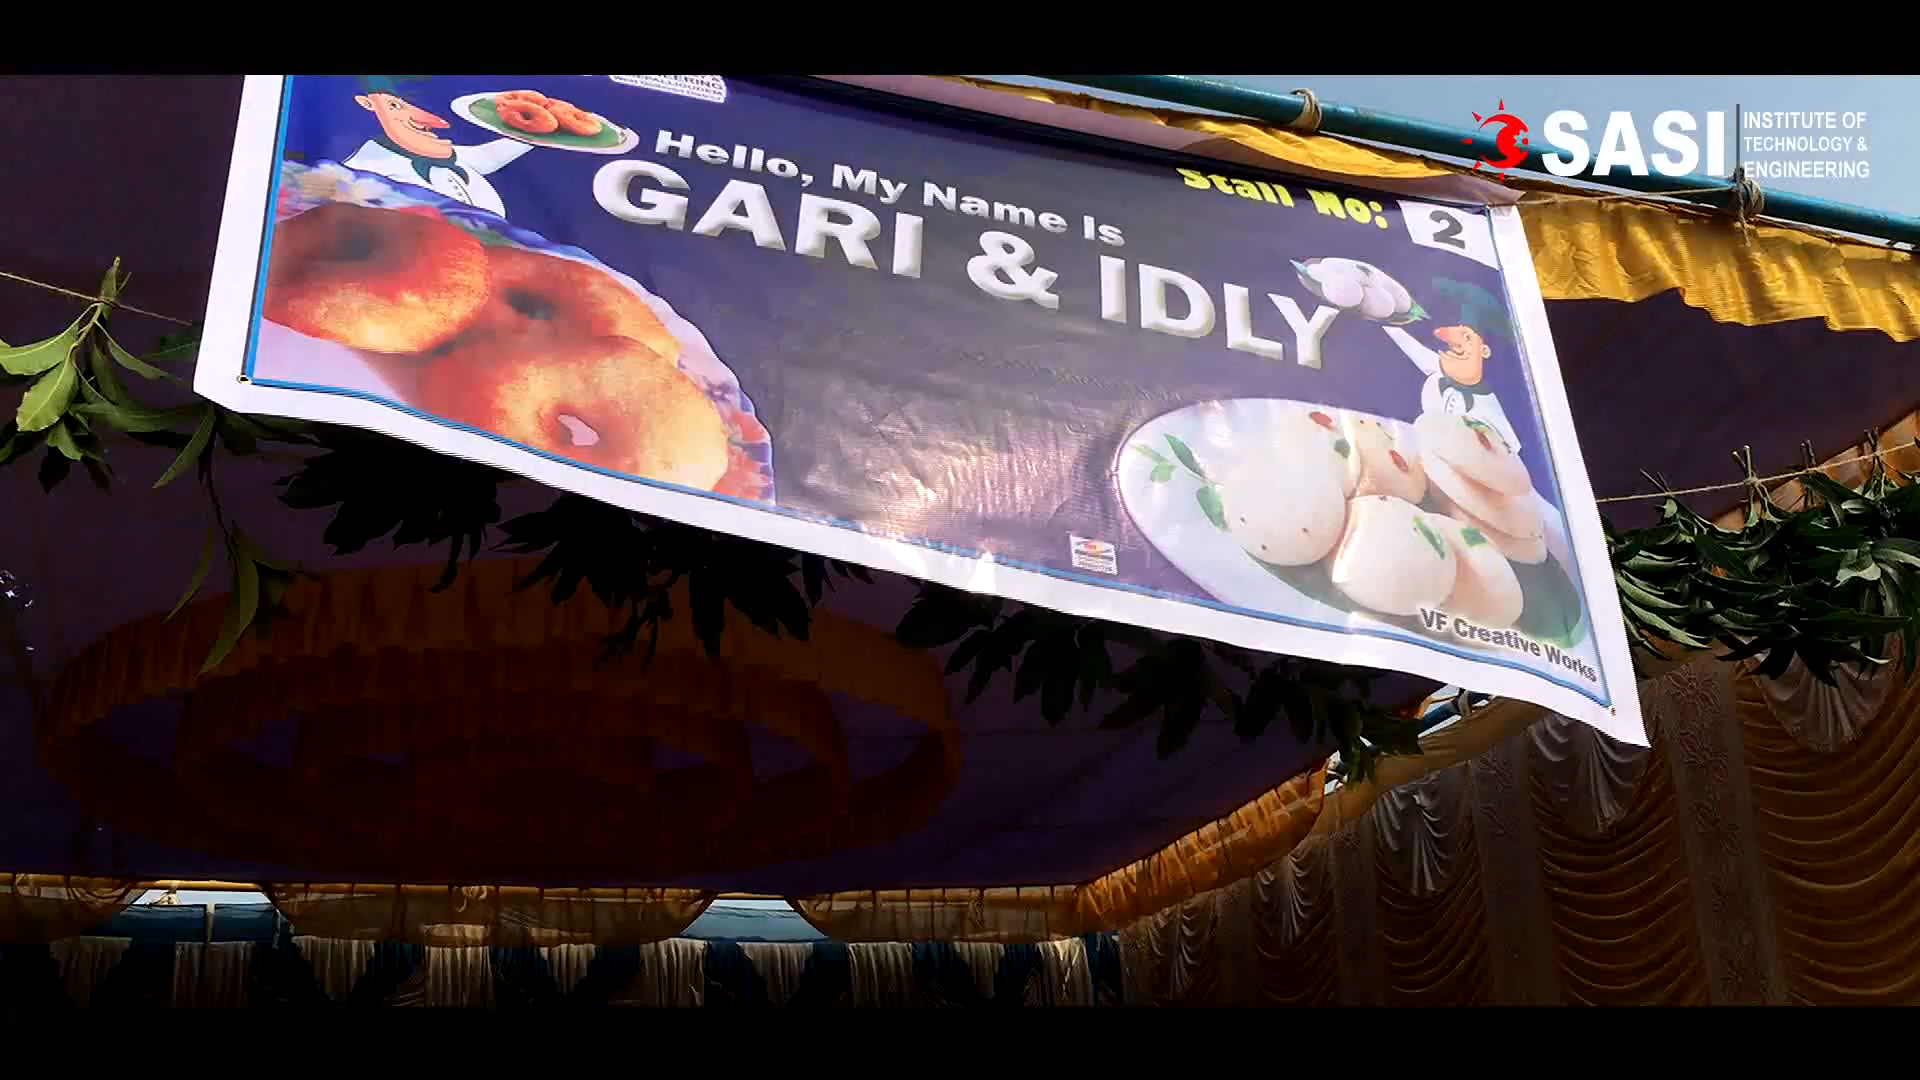 SASI
INSTITUTE OF
TECHNOLOGY &
ENGINEERING
Hello, My Name Is
GARI & IDLY
Stall No: 2
VF Creative Works